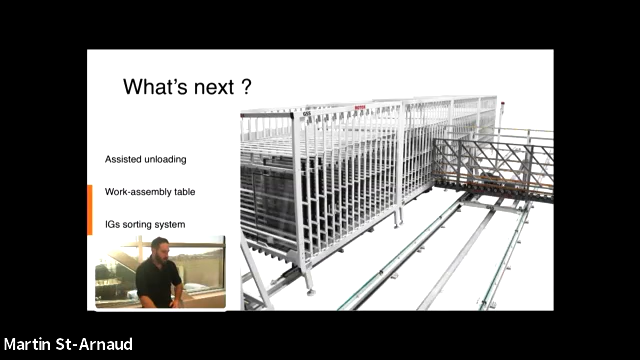 What's next ?
Assisted unloading
Work-assembly table
IGs sorting system
Martin St-Arnaud